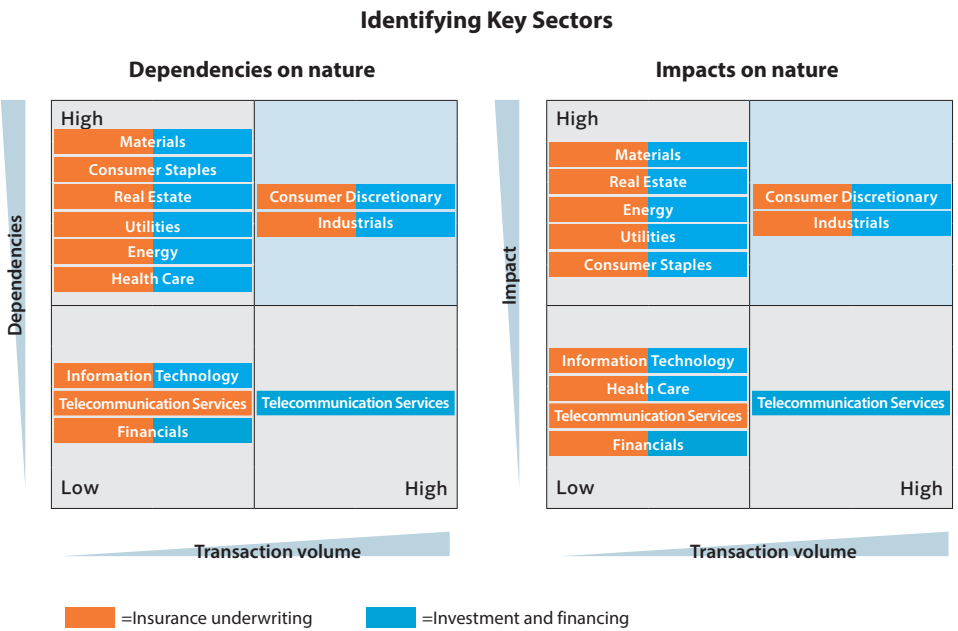 Identifying Key Sectors
Dependencies on nature
Dependencies
High
Materials
Consumer Staples
Real Estate
Utilities
Energy
Health Care
Consumer Discretionary
Industrials
Information Technology
Telecommunication Services
Financials
Telecommunication Services
Low
High
Transaction volume
Impacts on nature
Impact
High
Materials
Real Estate
Energy
Utilities
Consumer Staples
Consumer Discretionary
Industrials
Information Technology
Health Care
Telecommunication Services
Financials
Telecommunication Services
Low
High
Transaction volume
=Insurance underwriting
=Investment and financing